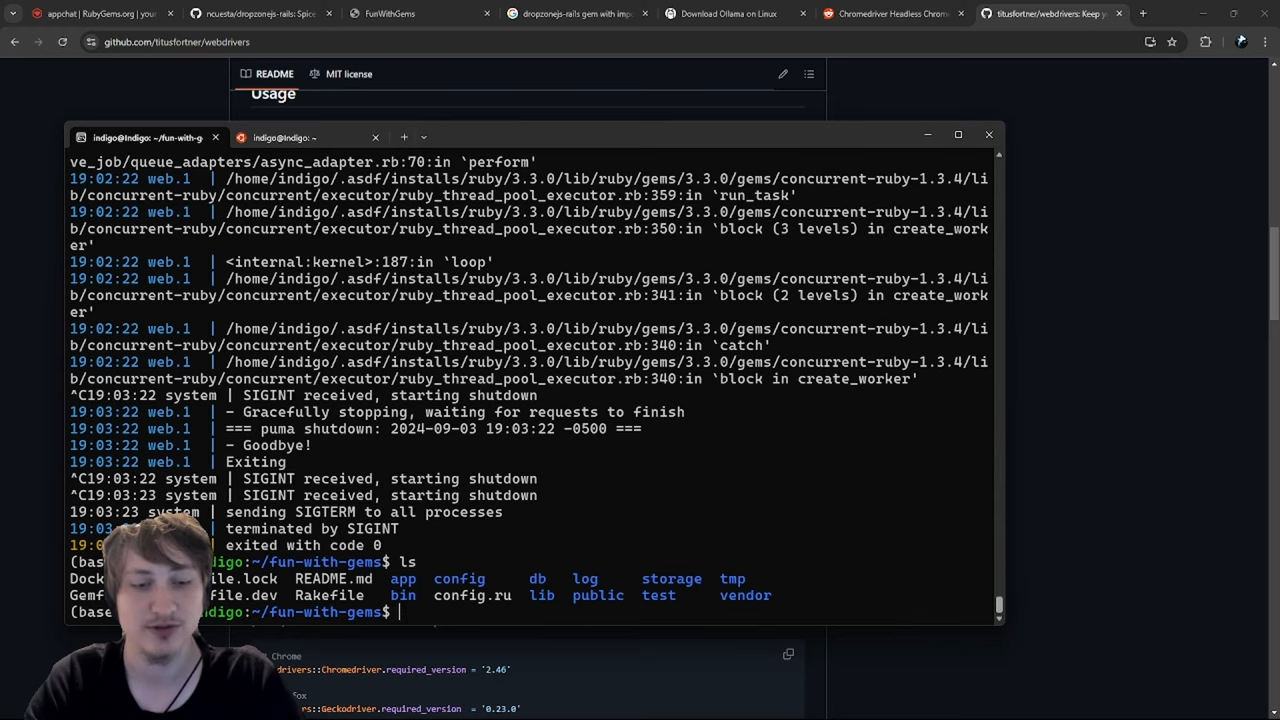 appchat | RubyGems.org | your
ncuesta/dropzonejs-rails: Spice
FunWithGems
dropzonejs-rails gem with impo
Download Ollama on Linux
Chromedriver Headless Chrome
titusfortner/webdrivers: Keep yo
github.com/titusfortner/webdrivers
README
MIT license
Usage
indigo@Indigo: ~/fun-with-g
indigo@Indigo: ~
ve_job/queue_adapters/async_adapter.rb:70:in `perform'
19:02:22 web.1  | /home/indigo/.asdf/installs/ruby/3.3.0/lib/ruby/gems/3.3.0/gems/concurrent-ruby-1.3.4/li
b/concurrent-ruby/concurrent/executor/ruby_thread_pool_executor.rb:359:in `run_task'
19:02:22 web.1  | /home/indigo/.asdf/installs/ruby/3.3.0/lib/ruby/gems/3.3.0/gems/concurrent-ruby-1.3.4/li
b/concurrent-ruby/concurrent/executor/ruby_thread_pool_executor.rb:350:in `block (3 levels) in create_work
er'
19:02:22 web.1  | <internal:kernel>:187:in `loop'
19:02:22 web.1  | /home/indigo/.asdf/installs/ruby/3.3.0/lib/ruby/gems/3.3.0/gems/concurrent-ruby-1.3.4/li
b/concurrent-ruby/concurrent/executor/ruby_thread_pool_executor.rb:341:in `block (2 levels) in create_work
er'
19:02:22 web.1  | /home/indigo/.asdf/installs/ruby/3.3.0/lib/ruby/gems/3.3.0/gems/concurrent-ruby-1.3.4/li
b/concurrent-ruby/concurrent/executor/ruby_thread_pool_executor.rb:340:in `catch'
19:02:22 web.1  | /home/indigo/.asdf/installs/ruby/3.3.0/lib/ruby/gems/3.3.0/gems/concurrent-ruby-1.3.4/li
b/concurrent-ruby/concurrent/executor/ruby_thread_pool_executor.rb:340:in `block in create_worker'
^C19:03:22 system | SIGINT received, starting shutdown
19:03:22 web.1  | - Gracefully stopping, waiting for requests to finish
19:03:22 web.1  | === puma shutdown: 2024-09-03 19:03:22 -0500 ===
19:03:22 web.1  | - Goodbye!
19:03:22 web.1  | Exiting
^C19:03:22 system | SIGINT received, starting shutdown
^C19:03:23 system | SIGINT received, starting shutdown
19:03:23 system | sending SIGTERM to all processes
19:03: | terminated by SIGINT
19:0 | exited with code 0
(bas digo:~/fun-with-gems$ ls
Dock file.lock README.md app config db log storage tmp
Gemf file.dev Rakefile bin config.ru lib public test vendor
(base indigo:~/fun-with-gems$
Chrome
drivers::Chromedriver.required_version = '2.46'
fox
s::Geckodriver.required_version = '0.23.0'